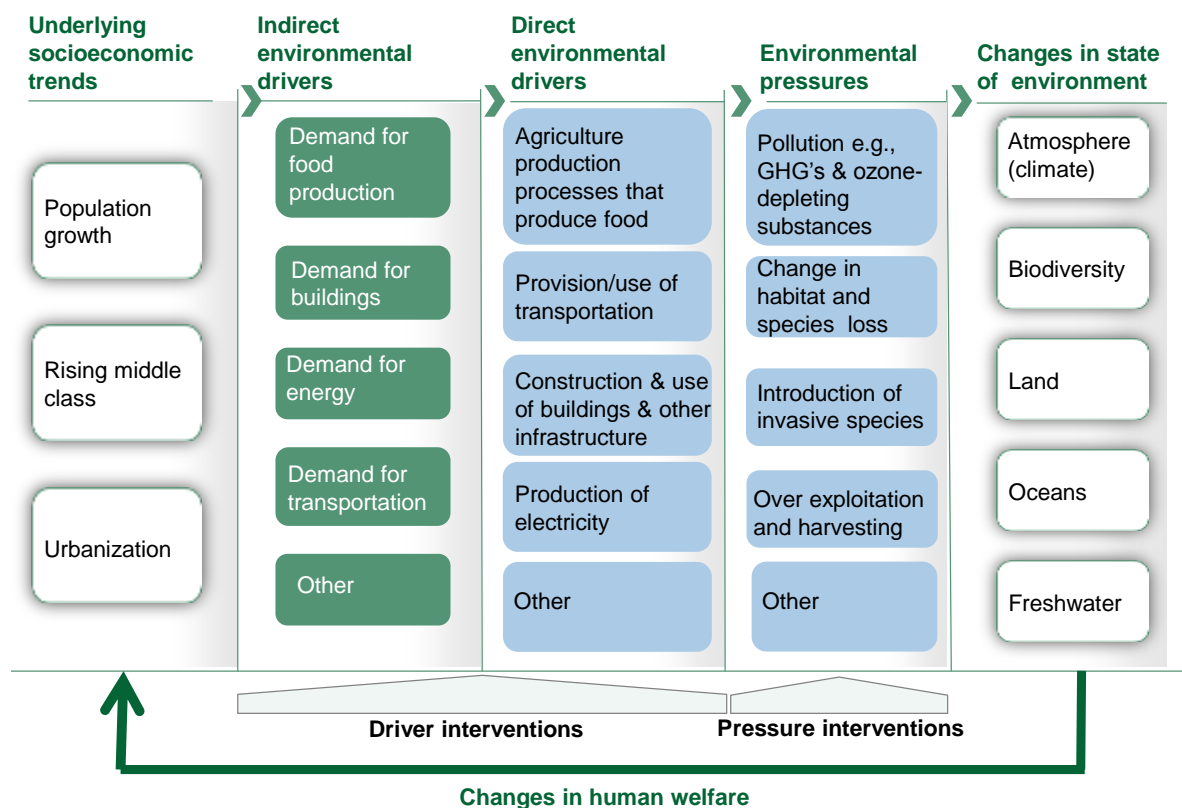 Underlying
socioeconomic
trends
Indirect
environmental
drivers
Direct
environmental
drivers
Environmental
pressures
Changes in state
of environment
Population
growth
Rising middle
class
Urbanization
Demand for
food
production
Demand for
buildings
Demand for
energy
Demand for
transportation
Other
Agriculture
production
processes that
produce food
Provision/use of
transportation
Construction & use
of buildings & other
infrastructure
Production of
electricity
Other
Pollution e.g.,
GHG's & ozone-
depleting
substances
Change in
habitat and
species loss
Introduction of
invasive species
Over exploitation
and harvesting
Other
Atmosphere
(climate)
Biodiversity
Land
Oceans
Freshwater
Driver interventions
Pressure interventions
Changes in human welfare